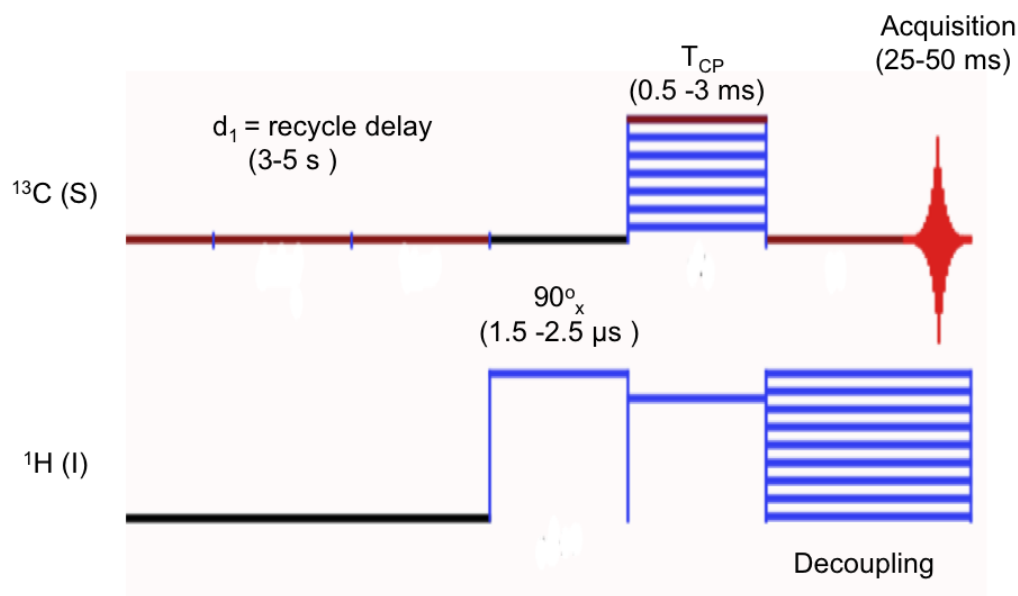 Acquisition
(25-50 ms)
T_CP
(0.5 -3 ms)
d₁ = recycle delay
(3-5 s )
¹³C (S)
90ᵒₓ
(1.5 -2.5 µs )
¹H (I)
Decoupling